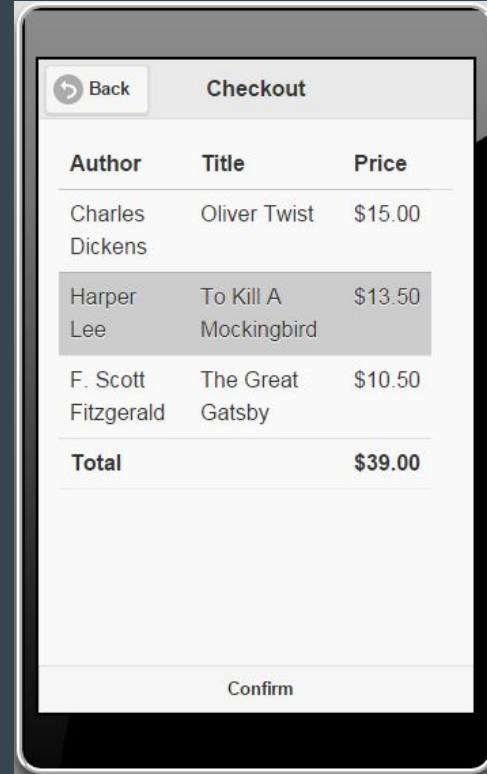 Back Checkout
Author Title Price
Charles Oliver Twist $15.00
Dickens
Harper To Kill A $13.50
Lee Mockingbird
F. Scott The Great $10.50
Fitzgerald Gatsby
Total $39.00
Confirm